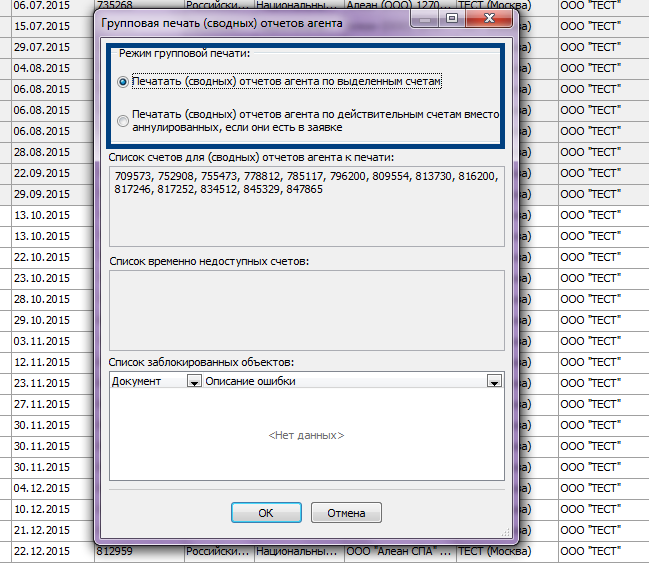 06.07.2015 735268 Российски... Национальны... Алеан (ООО) 1270... ТЕСТ (Москва) ООО "ТЕСТ"
Групповая печать (сводных) отчетов агента
15.07.2015 ООО "ТЕСТ"
29.07.2015 ООО "ТЕСТ"
Режим групповой печати:
04.08.2015 ООО "ТЕСТ"
Печатать (сводных) отчетов агента по выделенным счетам
06.08.2015 ООО "ТЕСТ"
06.08.2015 ООО "ТЕСТ"
Печатать (сводных) отчетов агента по действительным счетам вместо
аннулированных, если они есть в заявке
06.08.2015 ООО "ТЕСТ"
28.08.2015 ООО "ТЕСТ"
Список счетов для (сводных) отчетов агента к печати:
22.09.2015 ООО "ТЕСТ"
709573, 752908, 755473, 778812, 785117, 796200, 809554, 813730, 816200,
817246, 817252, 834512, 845329, 847865
29.09.2015 ООО "ТЕСТ"
13.10.2015 ООО "ТЕСТ"
13.10.2015 ООО "ТЕСТ"
22.10.2015 ООО "ТЕСТ"
Список временно недоступных счетов:
23.10.2015 ООО "ТЕСТ"
28.10.2015 ООО "ТЕСТ"
29.10.2015 ООО "ТЕСТ"
03.11.2015 ООО "ТЕСТ"
Список заблокированных объектов:
12.11.2015 ООО "ТЕСТ"
Документ Описание ошибки
23.11.2015 ООО "ТЕСТ"
27.11.2015 ООО "ТЕСТ"
30.11.2015 ООО "ТЕСТ"
<Нет данных>
30.11.2015 ООО "ТЕСТ"
30.11.2015 ООО "ТЕСТ"
04.12.2015 ООО "ТЕСТ"
10.12.2015 ООО "ТЕСТ"
OK Отмена
21.12.2015 ООО "ТЕСТ"
22.12.2015 812959 Российски... Национальны... ООО "Алеан СПА" ... ТЕСТ (Москва) ООО "ТЕСТ"